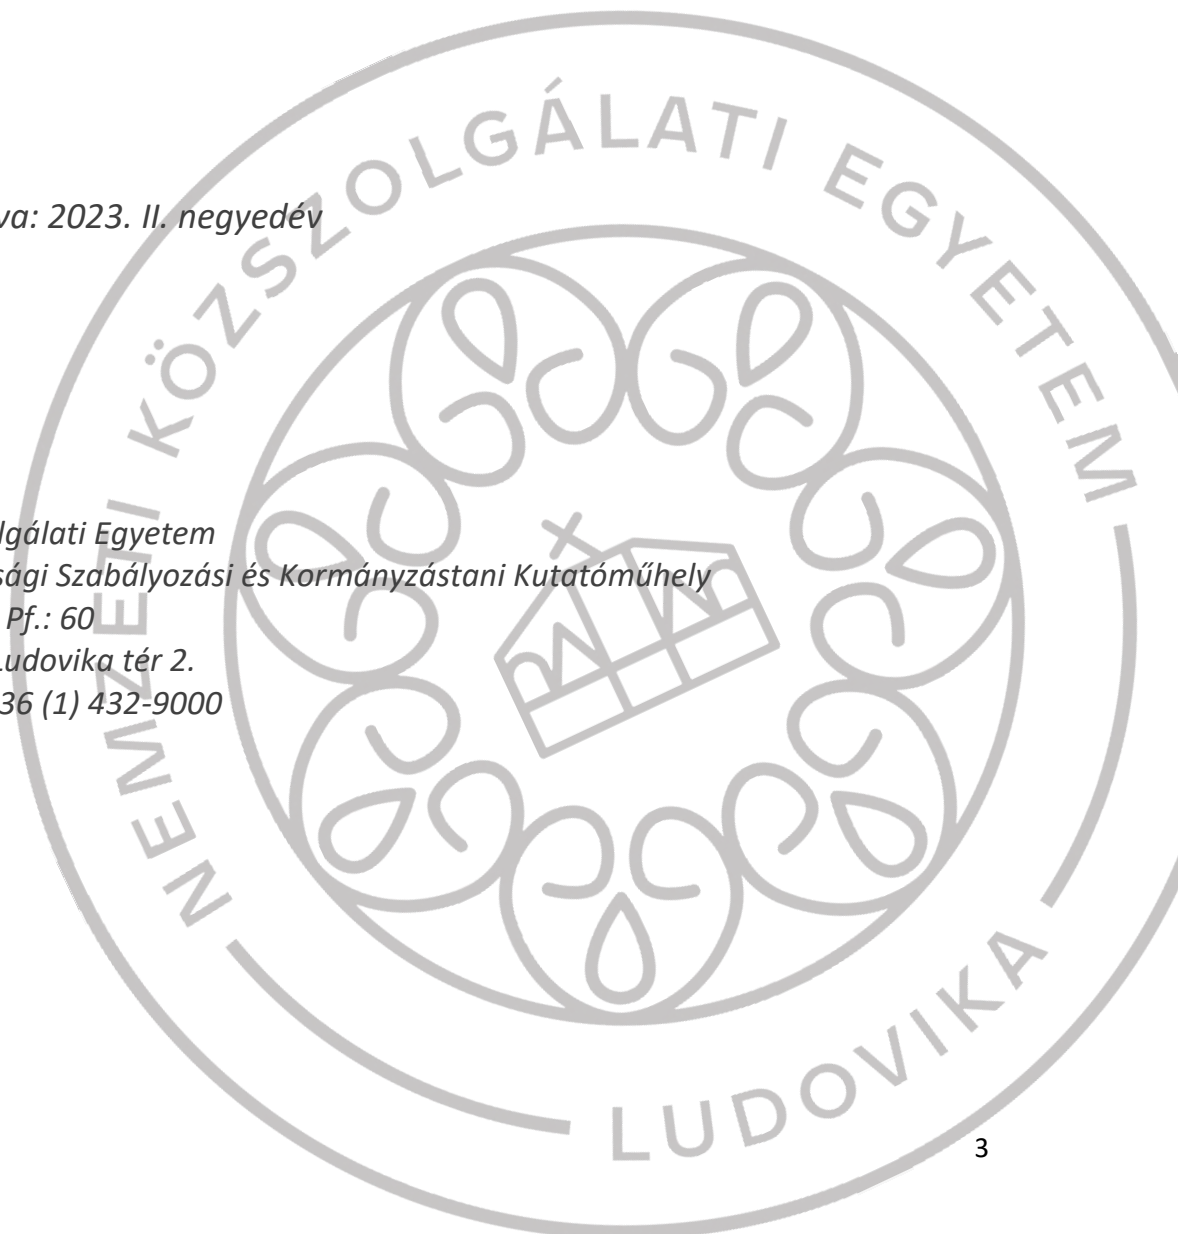 NEMZETI KÖZSZOLGÁLATI EGYETEM
va: 2023. II. negyedév
lgálati Egyetem
sági Szabályozási és Kormányzástani Kutatóműhely
Pf.: 60
Ludovika tér 2.
36 (1) 432-9000
LUDOVIKA
3